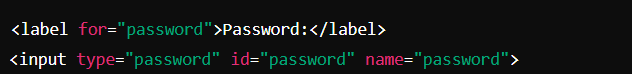 <label for="password">Password:</label>
<input type="password" id="password" name="password">